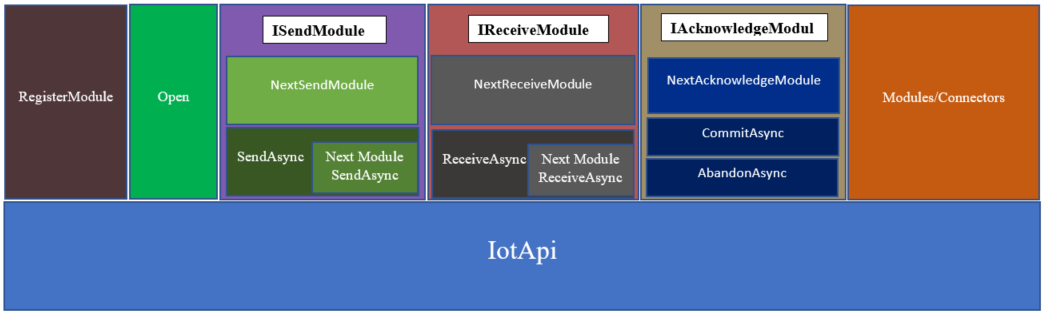 RegisterModule
Open
ISendModule
NextSendModule
SendAsync
Next Module
SendAsync
IReceiveModule
NextReceiveModule
ReceiveAsync
Next Module
ReceiveAsync
IAcknowledgeModul
NextAcknowledgeModule
CommitAsync
AbandonAsync
Modules/Connectors
IotApi